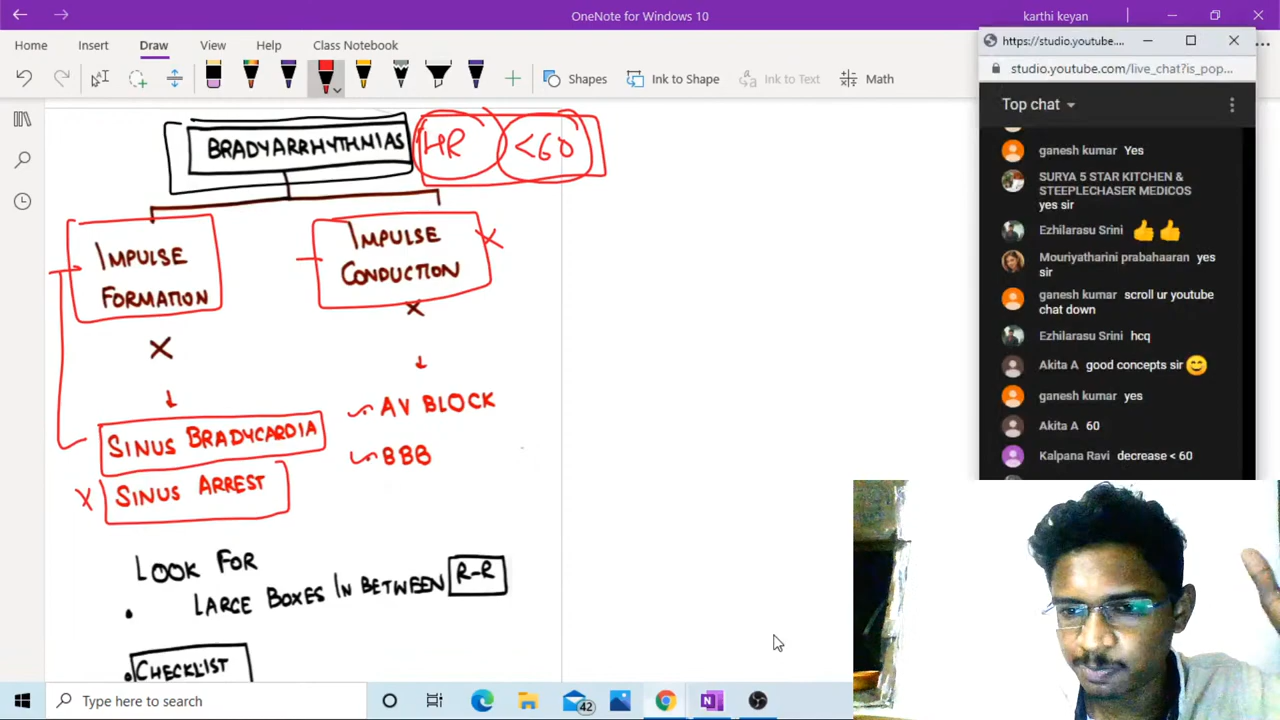 OneNote for Windows 10
karthi keyan
Home
Insert
Draw
View
Help
Class Notebook
Shapes
Ink to Shape
Ink to Text
Math
BRADYARRHYTHMIAS
HR
<60
IMPULSE
FORMATION
X
IMPULSE
CONDUCTION
X
X
SINUS BRADYCARDIA
X SINUS ARREST
AV BLOCK
BBB
LOOK FOR
• LARGE BOXES IN BETWEEN R-R
• CHECKLIST
https://studio.youtube....
studio.youtube.com/live_chat?is_pop...
Top chat
ganesh kumar Yes
SURYA 5 STAR KITCHEN &
STEEPLECHASER MEDICOS
yes sir
Ezhilarasu Srini 👍👍
Mouriyatharini prabahaaran yes
sir
ganesh kumar scroll ur youtube
chat down
Ezhilarasu Srini hcq
Akita A good concepts sir 😊
ganesh kumar yes
Akita A 60
Kalpana Ravi decrease < 60
Type here to search
42